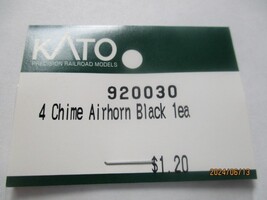 KATO
PRECISION RAILROAD MODELS
920030
4 Chime Airhorn Black 1ea
$1.20
2024/06/13